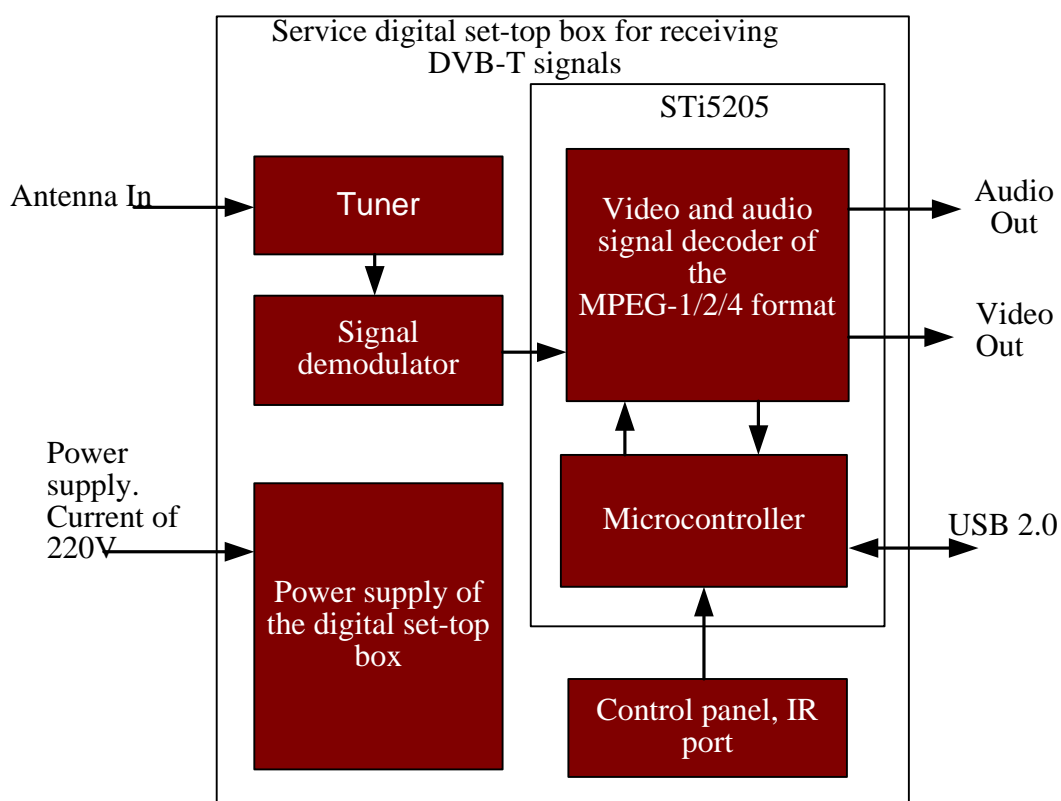 Service digital set-top box for receiving
DVB-T signals
STi5205
Antenna In
Tuner
Video and audio
signal decoder of
the
MPEG-1/2/4 format
Audio
Out
Signal
demodulator
Video
Out
Power
supply.
Current of
220V
Microcontroller
USB 2.0
Power supply of
the digital set-top
box
Control panel, IR
port